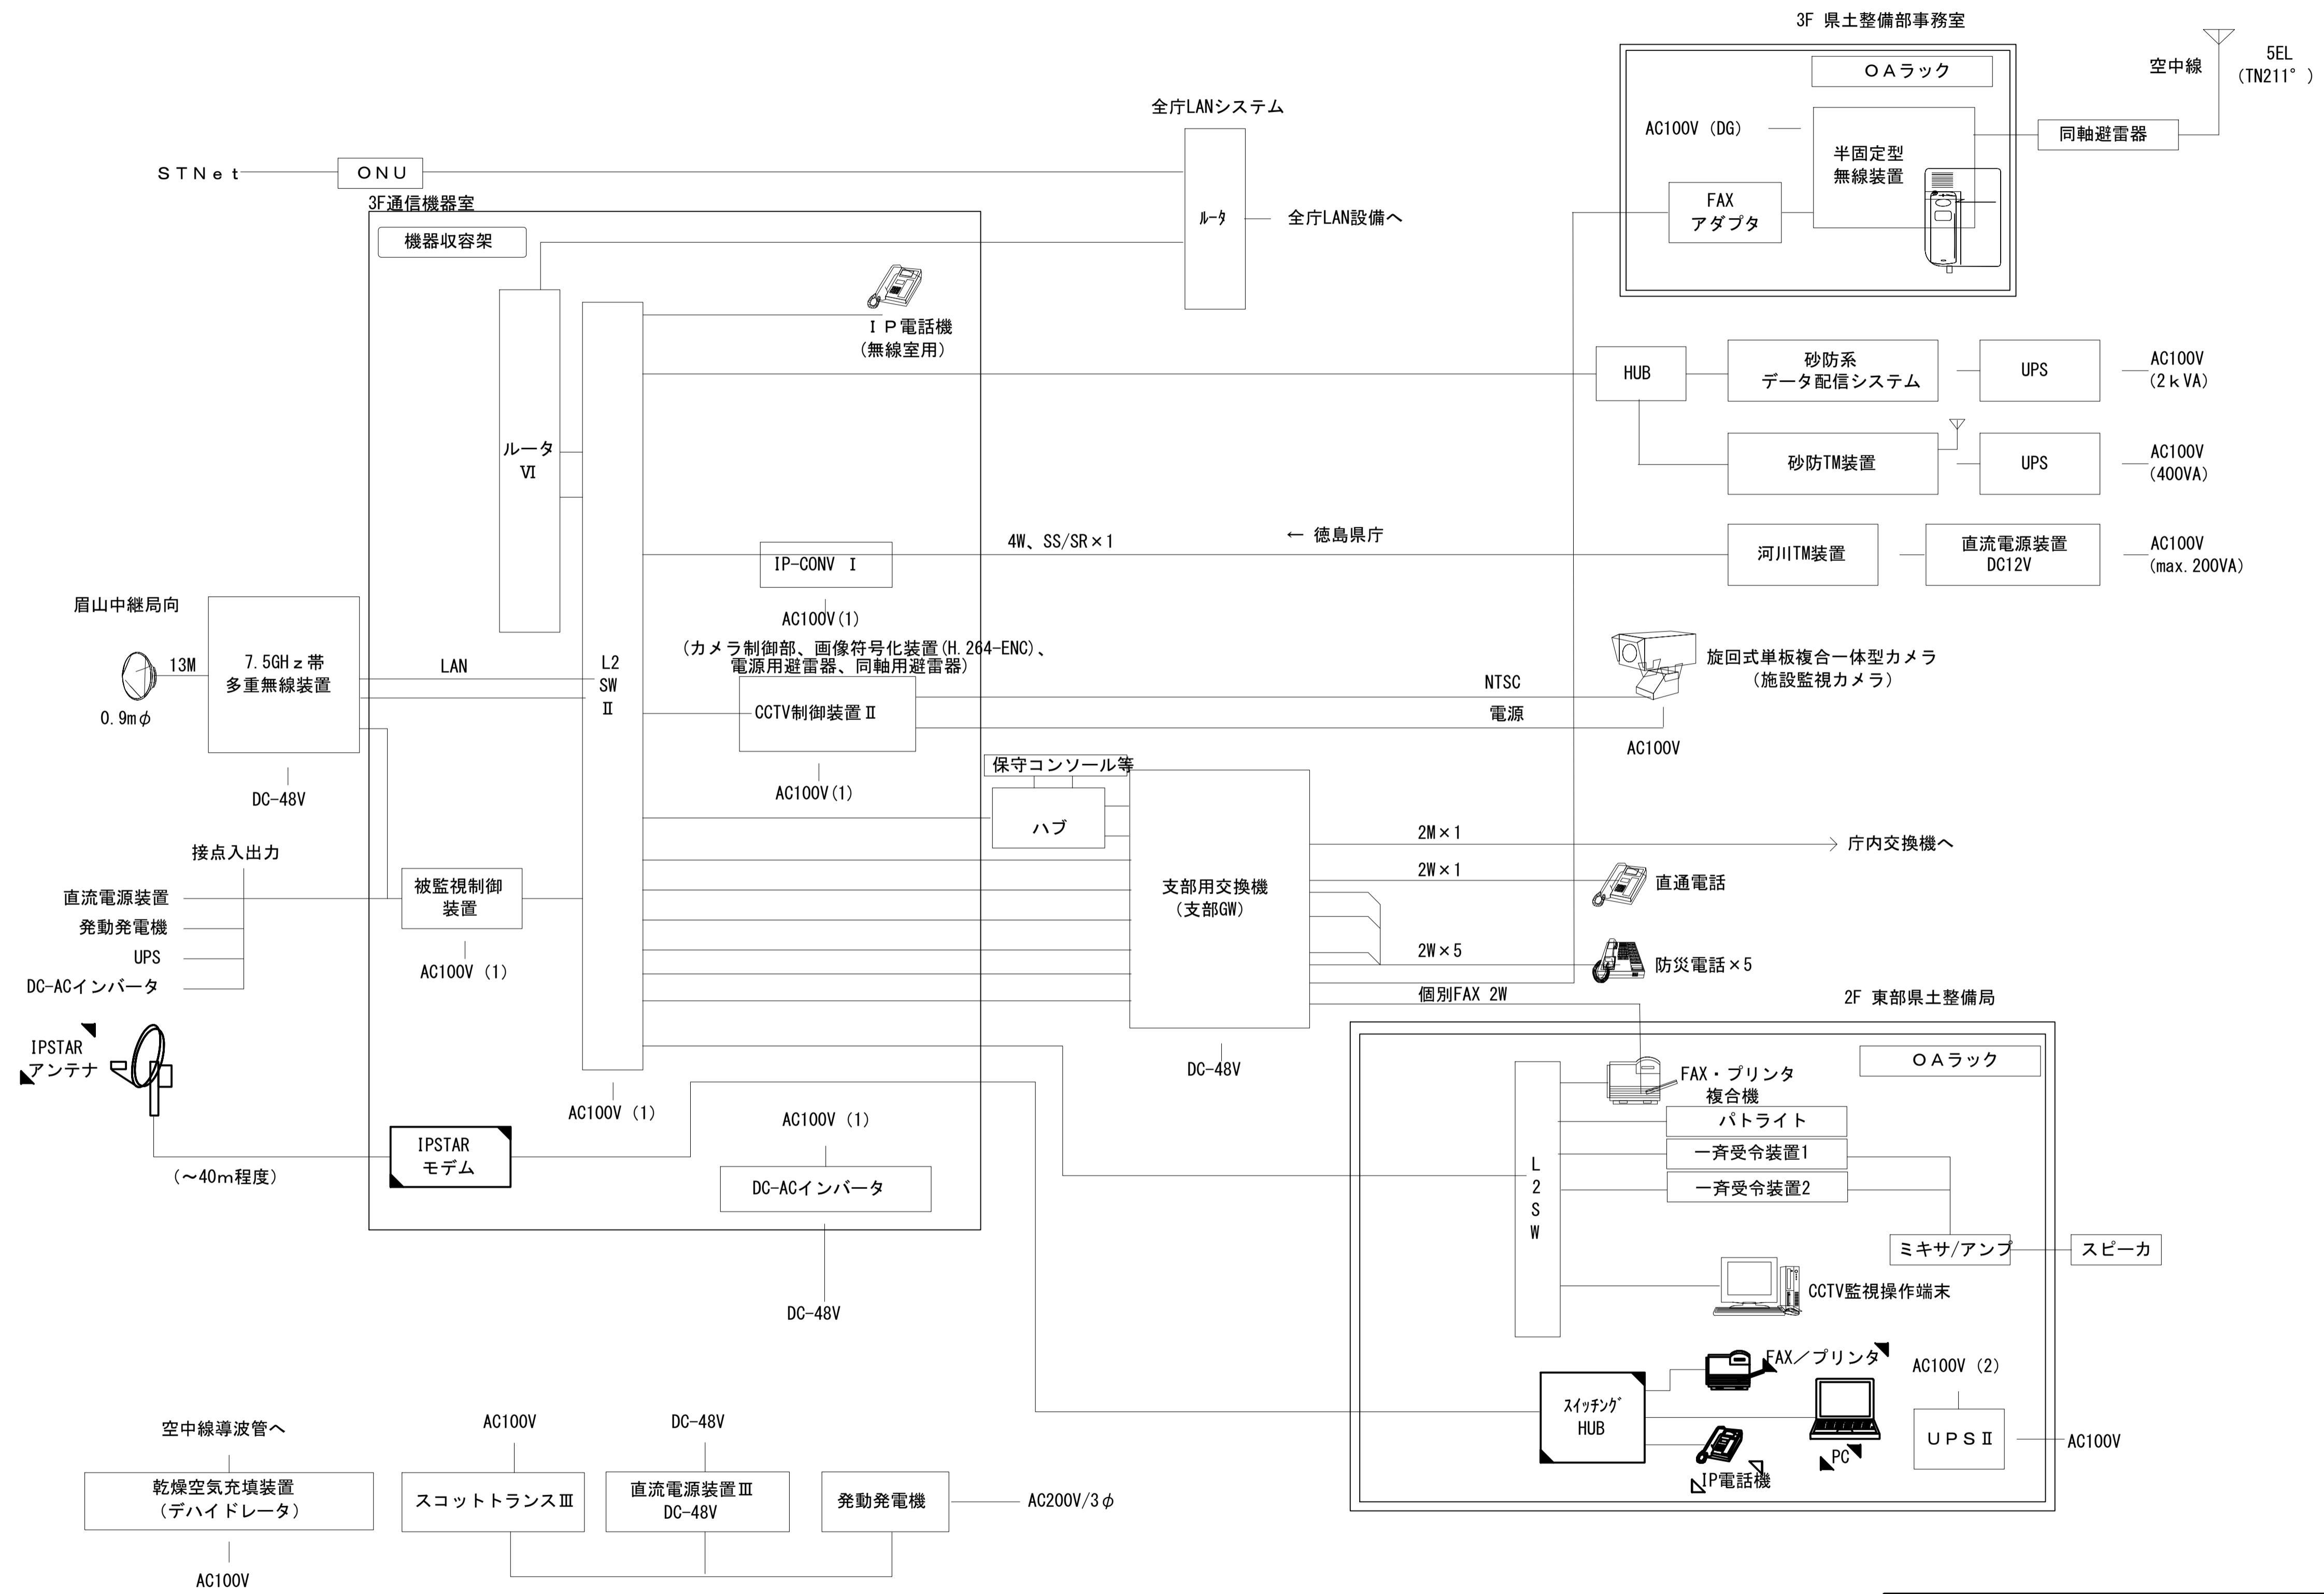 3F 県土整備部事務室
OAラック
空中線
5EL
(TN211°)
AC100V (DG)
半固定型
無線装置
同軸避雷器
FAX
アダプタ
全庁LANシステム
STNet
ONU
ルータ
全庁LAN設備へ
3F通信機器室
機器収容架
IP電話機
(無線室用)
ルータ
Ⅵ
L2
SW
Ⅱ
HUB
砂防系
データ配信システム
UPS
AC100V
(2kVA)
砂防TM装置
UPS
AC100V
(400VA)
4W、SS/SR×1
← 徳島県庁
IP-CONV Ⅰ
AC100V(1)
河川TM装置
直流電源装置
DC12V
AC100V
(max.200VA)
眉山中継局向
13M
0.9mφ
7.5GHz帯
多重無線装置
DC-48V
LAN
(カメラ制御部、画像符号化装置(H.264-ENC)、
電源用避雷器、同軸用避雷器)
CCTV制御装置Ⅱ
AC100V(1)
NTSC
電源
旋回式単板複合一体型カメラ
(施設監視カメラ)
AC100V
保守コンソール等
ハブ
接点入出力
直流電源装置
発動発電機
UPS
DC-ACインバータ
被監視制御
装置
AC100V (1)
支部用交換機
(支部GW)
DC-48V
2M×1
庁内交換機へ
2W×1
直通電話
2W×5
防災電話×5
個別FAX 2W
IPSTAR
アンテナ
(~40m程度)
IPSTAR
モデム
AC100V (1)
AC100V (1)
DC-ACインバータ
DC-48V
2F 東部県土整備局
OAラック
L
2
S
W
FAX・プリンタ
複合機
パトライト
一斉受令装置1
一斉受令装置2
ミキサ/アンプ
スピーカ
CCTV監視操作端末
スイッチング
HUB
FAX/プリンタ
PC
IP電話機
AC100V (2)
UPSⅡ
AC100V
空中線導波管へ
乾燥空気充填装置
(デハイドレータ)
AC100V
AC100V
スコットトランスⅢ
DC-48V
直流電源装置Ⅲ
DC-48V
発動発電機
AC200V/3φ